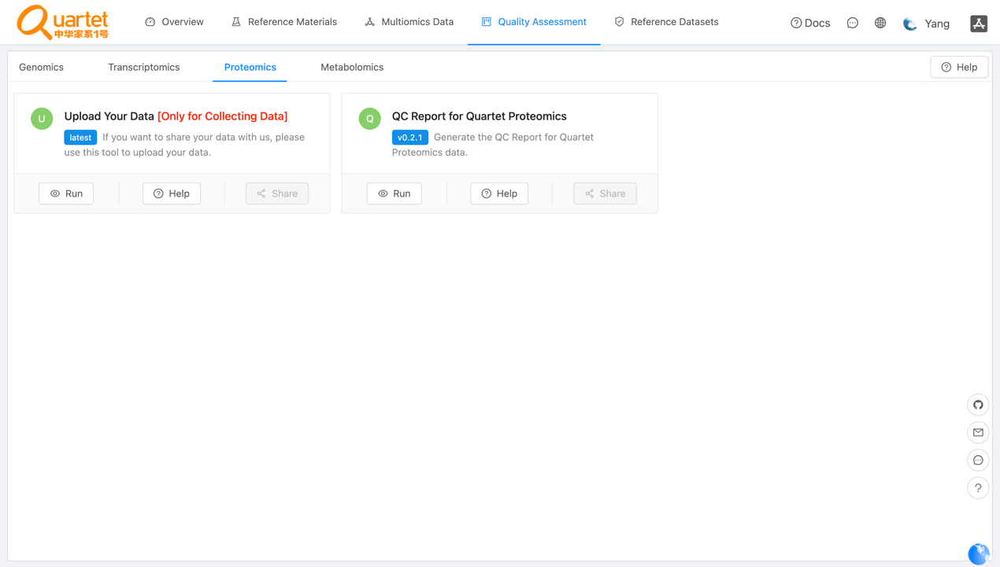 Quartet
中华家系1号
Overview
Reference Materials
Multiomics Data
Quality Assessment
Reference Datasets
Docs
Yang
Genomics
Transcriptomics
Proteomics
Metabolomics
Help
U
Upload Your Data [Only for Collecting Data]
latest If you want to share your data with us, please
use this tool to upload your data.
Run
Help
Share
Q
QC Report for Quartet Proteomics
v0.2.1 Generate the QC Report for Quartet
Proteomics data.
Run
Help
Share